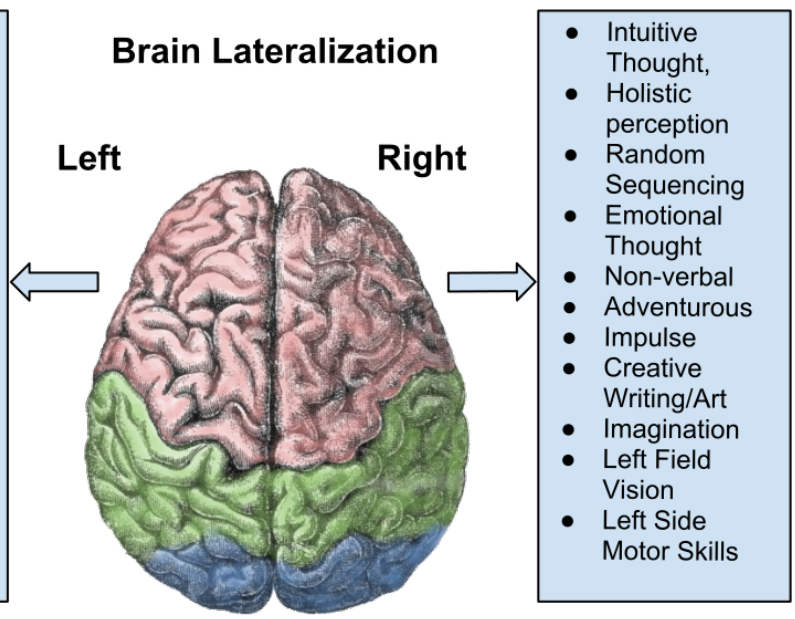 Brain Lateralization
Left
Right
● Intuitive
Thought,
● Holistic
perception
● Random
Sequencing
● Emotional
Thought
● Non-verbal
● Adventurous
● Impulse
● Creative
Writing/Art
● Imagination
● Left Field
Vision
● Left Side
Motor Skills